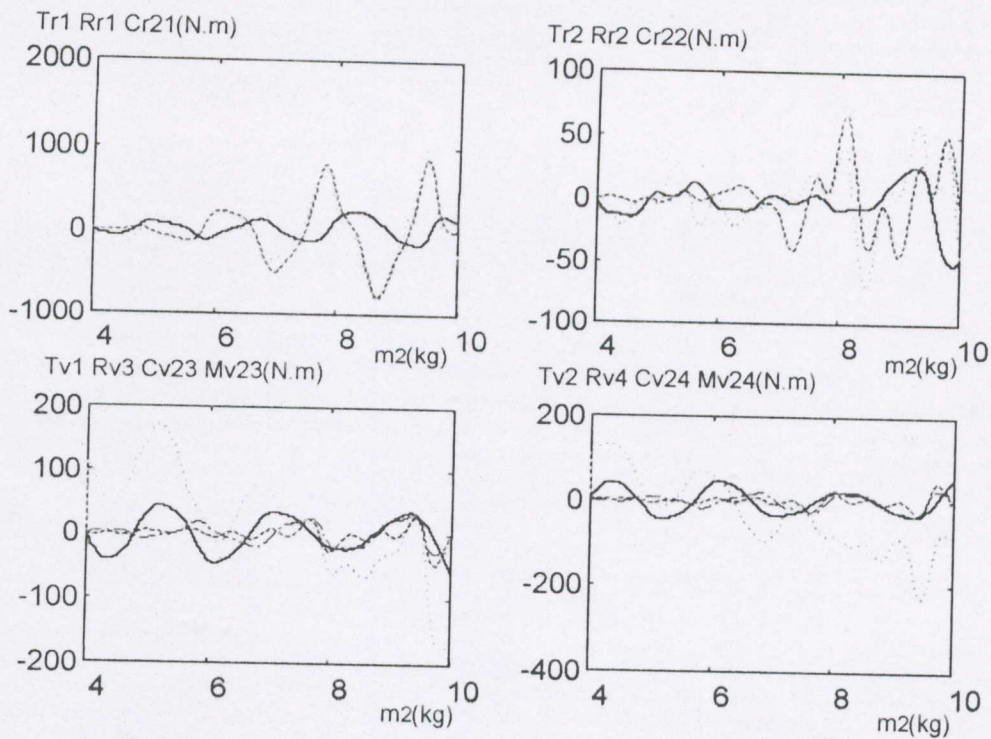 Tr1 Rr1 Cr21(N.m)
2000
1000
0
-1000
4 6 8 10
m2(kg)
Tr2 Rr2 Cr22(N.m)
100
50
0
-50
-100
4 6 8 10
m2(kg)
Tv1 Rv3 Cv23 Mv23(N.m)
200
100
0
-100
-200
4 6 8 10
m2(kg)
Tv2 Rv4 Cv24 Mv24(N.m)
200
0
-200
-400
4 6 8 10
m2(kg)